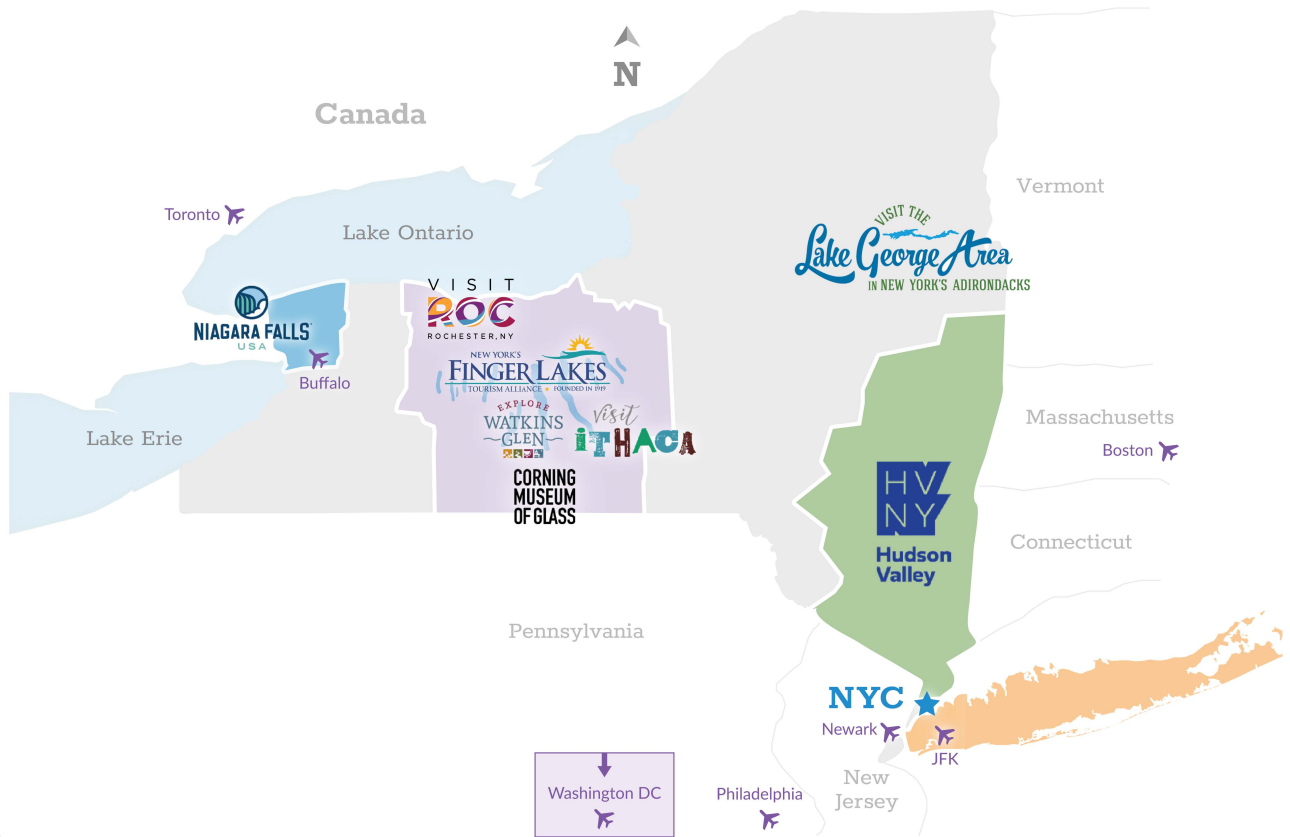 N
Canada
Vermont
Toronto
Lake Ontario
VISIT THE
Lake George Area
IN NEW YORK'S ADIRONDACKS
VISIT
ROC
ROCHESTER, NY
NIAGARA FALLS
USA
Buffalo
NEW YORK'S
FINGER LAKES
TOURISM ALLIANCE • FOUNDED IN 1919
EXPLORE
WATKINS
GLEN
Visit
ITHACA
CORNING
MUSEUM
OF GLASS
Lake Erie
Massachusetts
Boston
HV
NY
Hudson
Valley
Connecticut
Pennsylvania
NYC
Newark
JFK
New
Jersey
Washington DC
Philadelphia